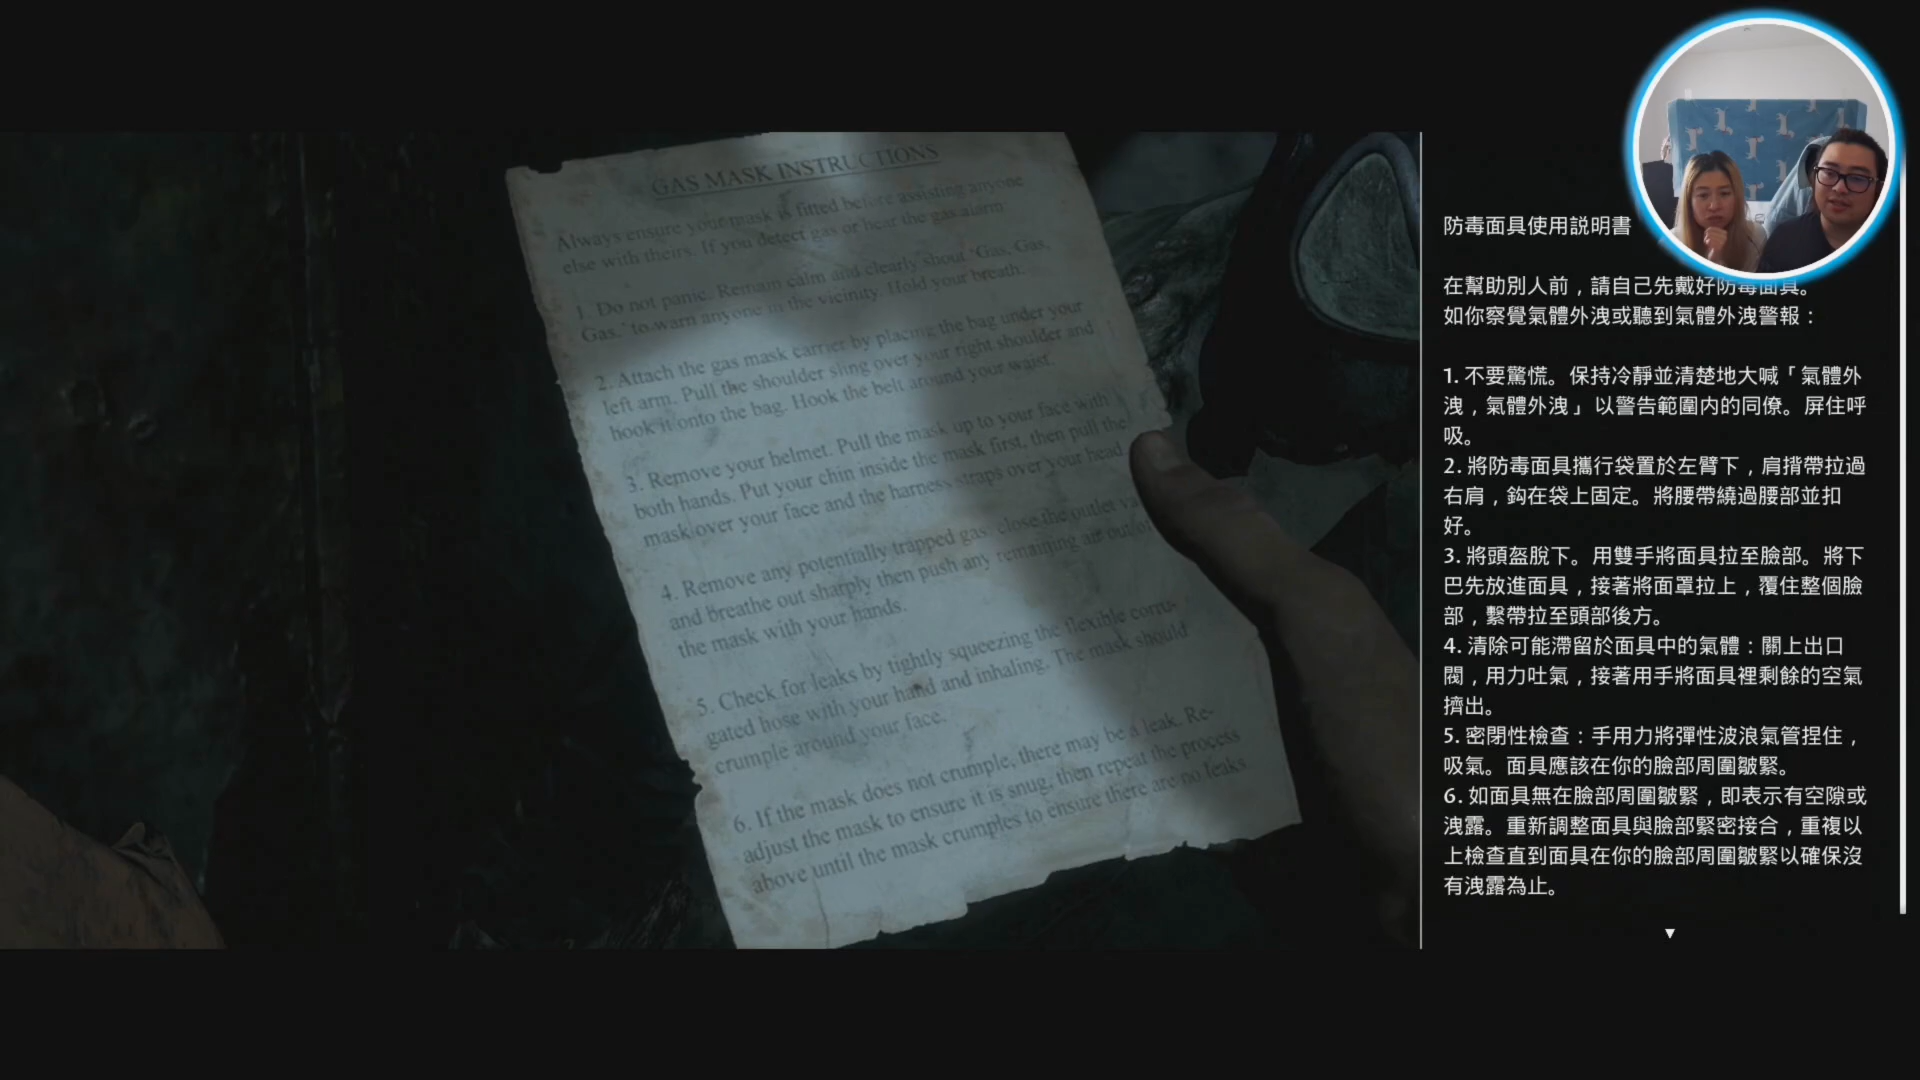 GAS MASK INSTRUCTIONS
Always ensure your mask is fitted before assisting anyone
else with theirs. If you detect gas or hear the gas alarm:
1. Do not panic. Remain calm and clearly shout "Gas, Gas,
Gas," to warn anyone in the vicinity. Hold your breath.
2. Attach the gas mask carrier by placing the bag under your
left arm. Pull the shoulder sling over your right shoulder and
hook it onto the bag. Hook the belt around your waist.
3. Remove your helmet. Pull the mask up to your face with
both hands. Put your chin inside the mask first, then pull the
mask over your face and the harness straps over your head.
4. Remove any potentially trapped gas: close the outlet
and breathe out sharply then push any remaining air out of
the mask with your hands.
5. Check for leaks by tightly squeezing the flexible corru-
gated hose with your hand and inhaling. The mask should
crumple around your face.
6. If the mask does not crumple, there may be a leak. Re-
adjust the mask to ensure it is snug, then repeat the process
above until the mask crumples to ensure there are no leaks
防毒面具使用説明書
在幫助別人前，請自己先戴好防毒面具。
如你察覺氣體外洩或聽到氣體外洩警報：
1. 不要驚慌。保持冷靜並清楚地大喊「氣體外
洩，氣體外洩」以警告範圍內的同僚。屏住呼
吸。
2. 將防毒面具攜行袋置於左臂下，肩揹帶拉過
右肩，鈎在袋上固定。將腰帶繞過腰部並扣
好。
3. 將頭盔脫下。用雙手將面具拉至臉部。將下
巴先放進面具，接著將面罩拉上，覆住整個臉
部，繫帶拉至頭部後方。
4. 清除可能滯留於面具中的氣體：關上出口
閥，用力吐氣，接著用手將面具裡剩餘的空氣
擠出。
5. 密閉性檢查：手用力將彈性波浪氣管捏住，
吸氣。面具應該在你的臉部周圍皺緊。
6. 如面具無在臉部周圍皺緊，即表示有空隙或
洩露。重新調整面具與臉部緊密接合，重複以
上檢查直到面具在你的臉部周圍皺緊以確保沒
有洩露為止。